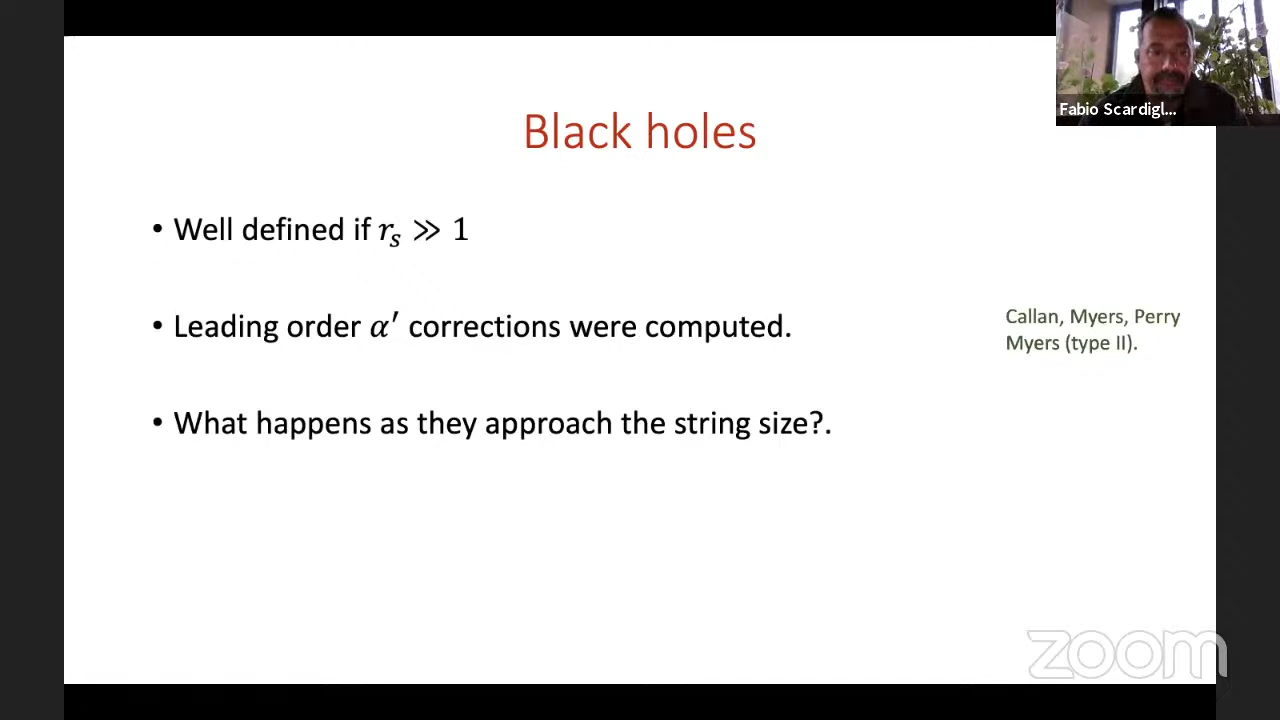 Fabio Scardigl...
Black holes
• Well defined if 𝑟ₛ ≫ 1
• Leading order 𝛼′ corrections were computed.
Callan, Myers, Perry
Myers (type II).
• What happens as they approach the string size?.
zoom